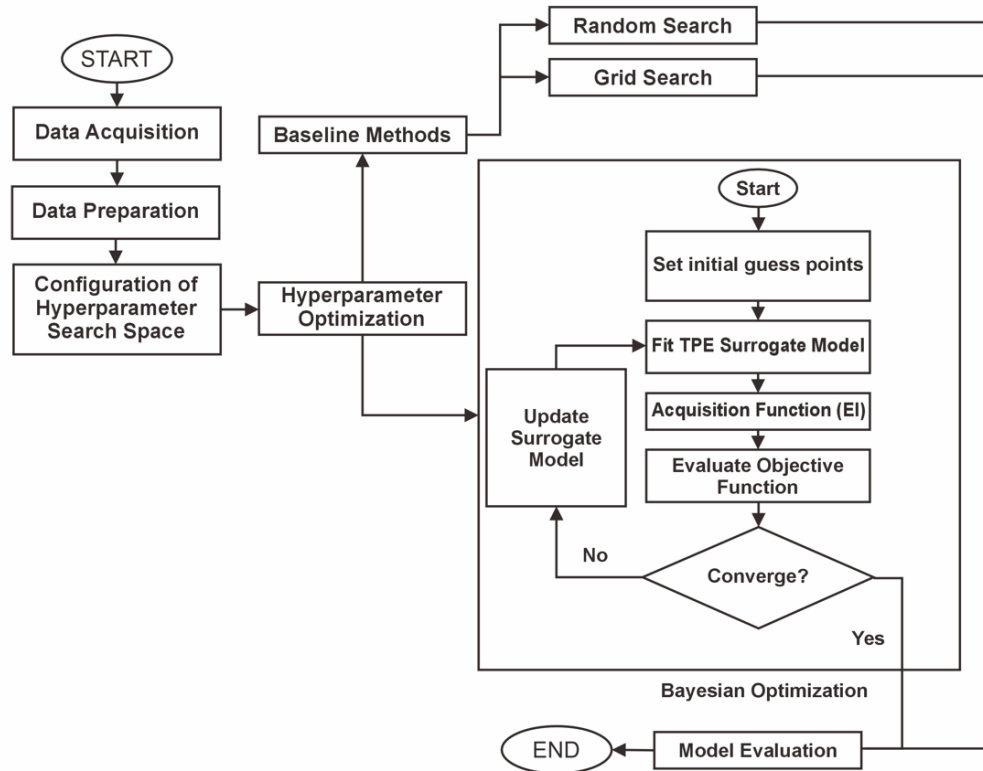 START
Data Acquisition
Data Preparation
Configuration of
Hyperparameter
Search Space
Hyperparameter
Optimization
Baseline Methods
Random Search
Grid Search
Start
Set initial guess points
Fit TPE Surrogate Model
Acquisition Function (EI)
Evaluate Objective
Function
Converge?
No
Update
Surrogate
Model
Yes
Bayesian Optimization
Model Evaluation
END